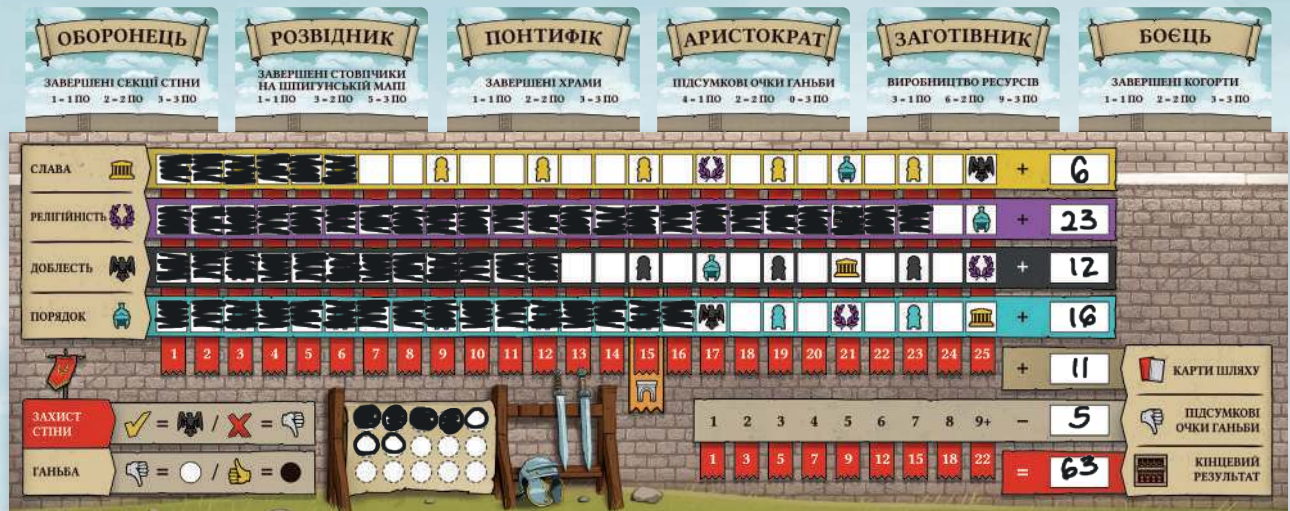 ОБОРОНЕЦЬ
ЗАВЕРШЕНІ СЕКЦІЇ СТІНИ
1 = 1 ПО 2 = 2 ПО 3 = 3 ПО
РОЗВІДНИК
ЗАВЕРШЕНІ СТОВПЧИКИ
НА ШПИГУНСЬКІЙ МАПІ
1 = 1 ПО 3 = 2 ПО 5 = 3 ПО
ПОНТИФІК
ЗАВЕРШЕНІ ХРАМИ
1 = 1 ПО 2 = 2 ПО 3 = 3 ПО
АРИСТОКРАТ
ПІДСУМКОВІ ОЧКИ ГАНЬБИ
4 = 1 ПО 2 = 2 ПО 0 = 3 ПО
ЗАГОТІВНИК
ВИРОБНИЦТВО РЕСУРСІВ
3 = 1 ПО 6 = 2 ПО 9 = 3 ПО
БОЄЦЬ
ЗАВЕРШЕНІ КОГОРТИ
1 = 1 ПО 2 = 2 ПО 3 = 3 ПО
СЛАВА + 6
РЕЛІГІЙНІСТЬ + 23
ДОБЛЕСТЬ + 12
ПОРЯДОК + 16
1 2 3 4 5 6 7 8 9 10 11 12 13 14 15 16 17 18 19 20 21 22 23 24 25
+ 11 КАРТИ ШЛЯХУ
ЗАХИСТ
СТІНИ
= / =
ГАНЬБА = / =
1 2 3 4 5 6 7 8 9+ – 5
ПІДСУМКОВІ
ОЧКИ ГАНЬБИ
1 3 5 7 9 12 15 18 22 = 63
КІНЦЕВИЙ
РЕЗУЛЬТАТ